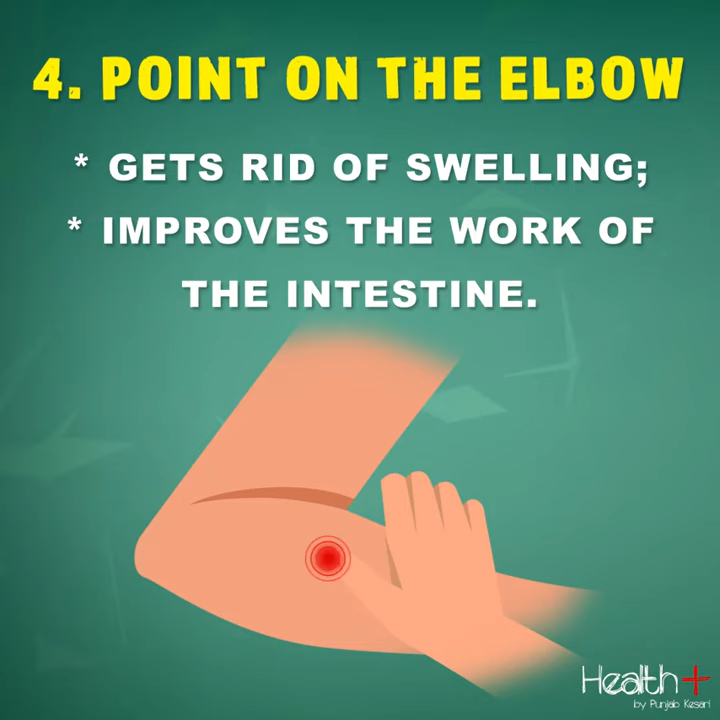 4. POINT ON THE ELBOW
* GETS RID OF SWELLING;
* IMPROVES THE WORK OF
THE INTESTINE.
Health+
by Punjab Kesari